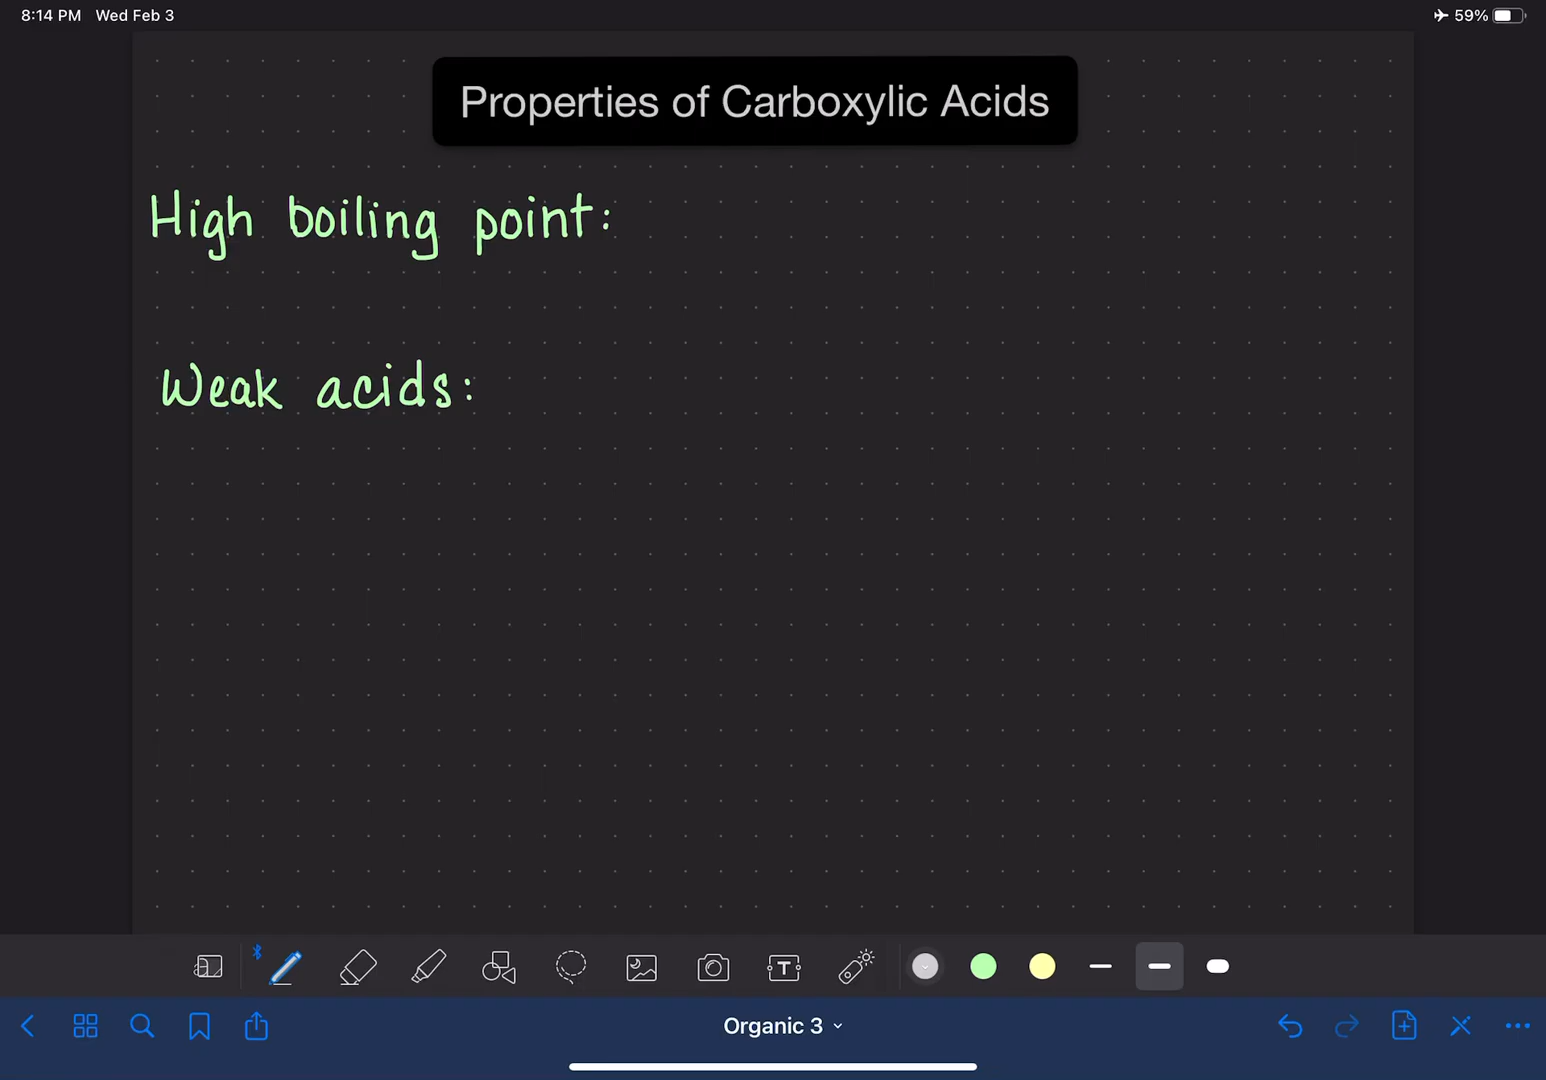 8:14 PM Wed Feb 3
59%
Properties of Carboxylic Acids
High boiling point:
Weak acids:
Organic 3